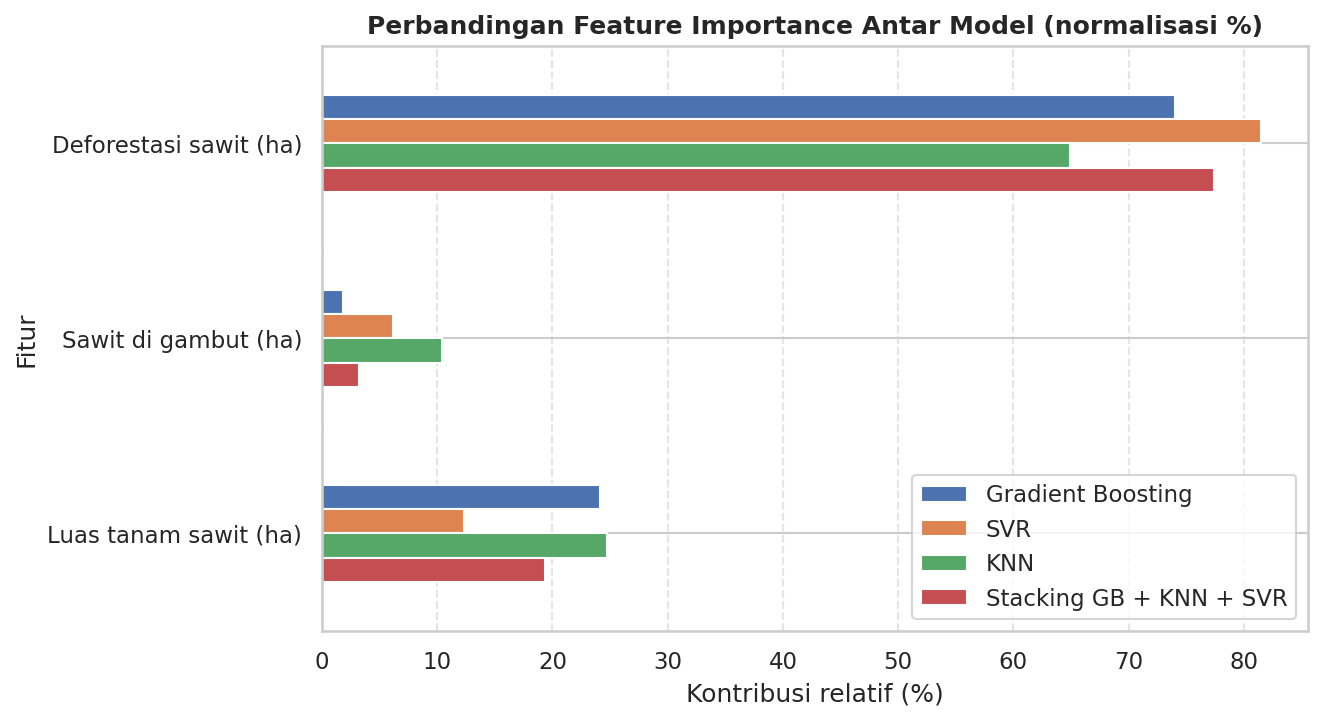 Perbandingan Feature Importance Antar Model (normalisasi %)
Fitur
Deforestasi sawit (ha)
Sawit di gambut (ha)
Luas tanam sawit (ha)
Gradient Boosting
SVR
KNN
Stacking GB + KNN + SVR
0 10 20 30 40 50 60 70 80
Kontribusi relatif (%)